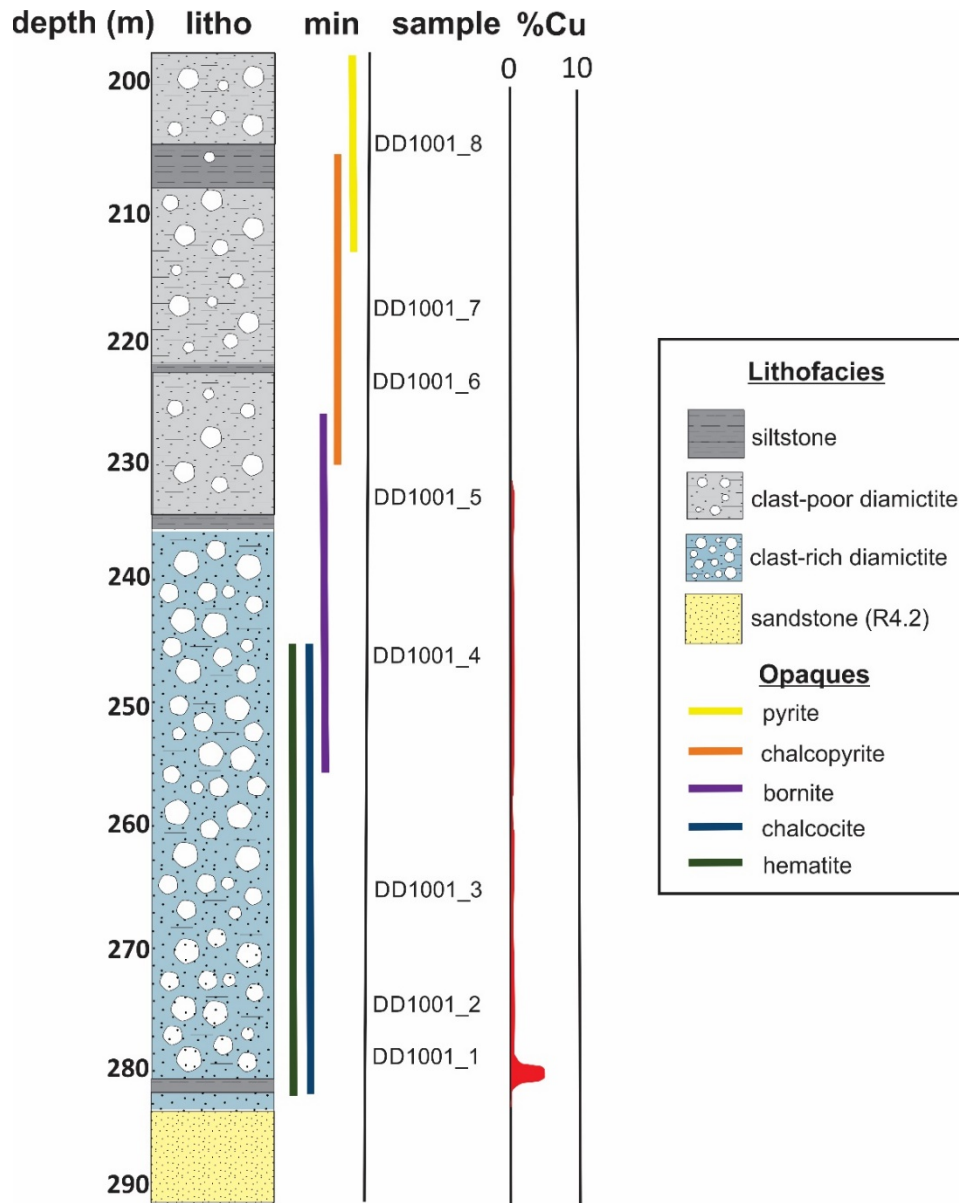 depth (m) litho min sample %Cu
0 10
200
DD1001_8
210
DD1001_7
220
DD1001_6
230
DD1001_5
240
DD1001_4
250
260
DD1001_3
270
DD1001_2
DD1001_1
280
290
Lithofacies
siltstone
clast-poor diamictite
clast-rich diamictite
sandstone (R4.2)
Opaques
pyrite
chalcopyrite
bornite
chalcocite
hematite